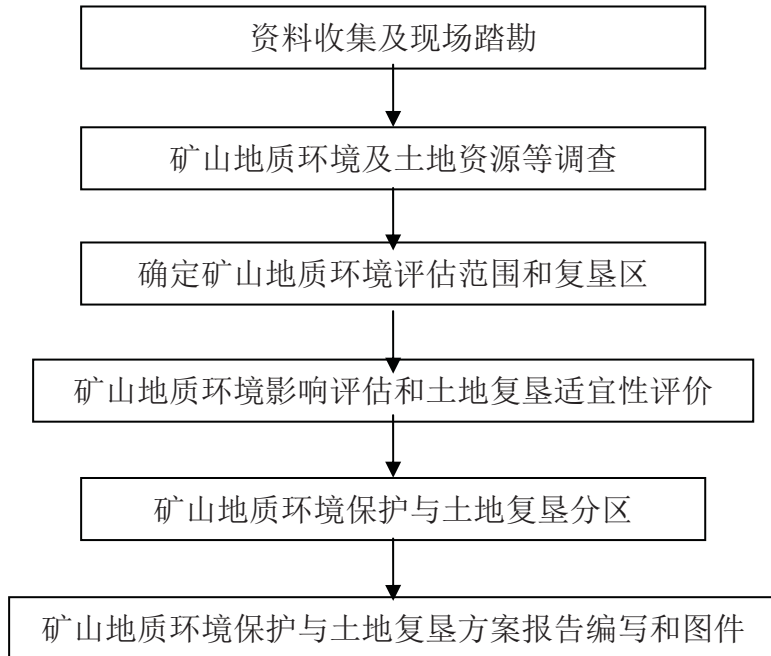 资料收集及现场踏勘
矿山地质环境及土地资源等调查
确定矿山地质环境评估范围和复垦区
矿山地质环境影响评估和土地复垦适宜性评价
矿山地质环境保护与土地复垦分区
矿山地质环境保护与土地复垦方案报告编写和图件